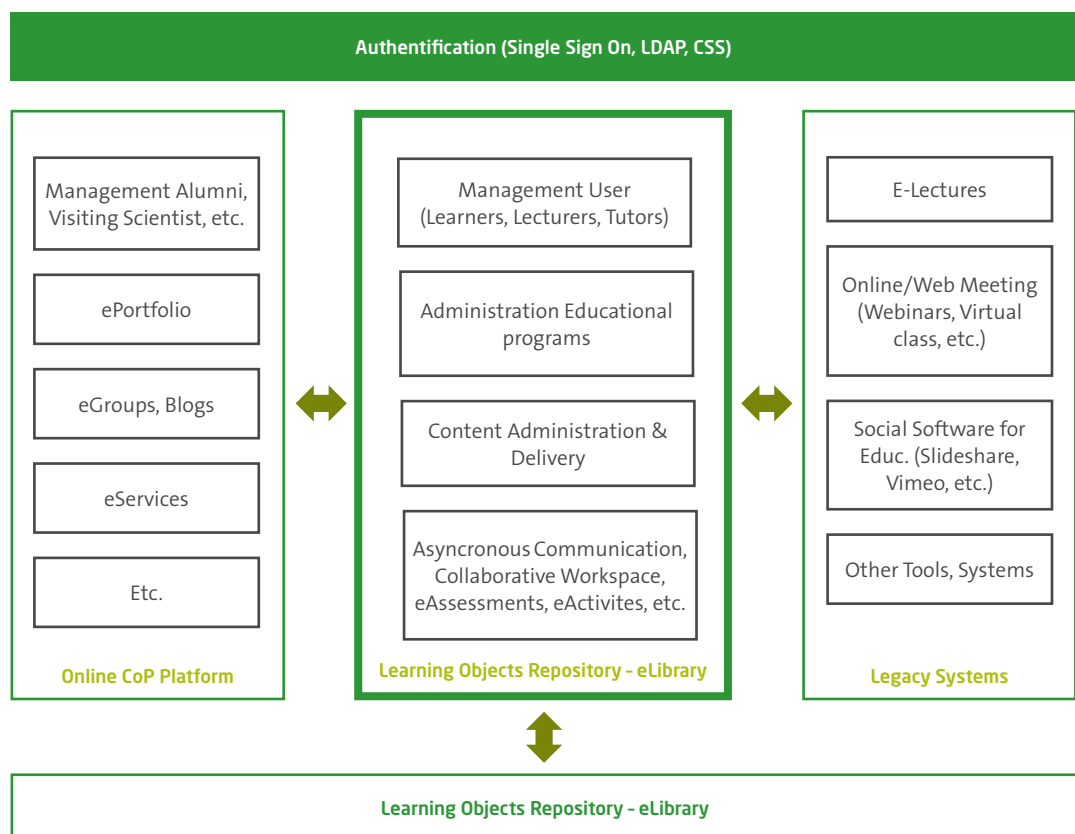 Authentification (Single Sign On, LDAP, CSS)
Management Alumni,
Visiting Scientist, etc.
ePortfolio
eGroups, Blogs
eServices
Etc.
Online CoP Platform
Management User
(Learners, Lecturers, Tutors)
Administration Educational
programs
Content Administration &
Delivery
Asyncronous Communication,
Collaborative Workspace,
eAssessments, eActivites, etc.
Learning Objects Repository – eLibrary
E-Lectures
Online/Web Meeting
(Webinars, Virtual
class, etc.)
Social Software for
Educ. (Slideshare,
Vimeo, etc.)
Other Tools, Systems
Legacy Systems
Learning Objects Repository – eLibrary